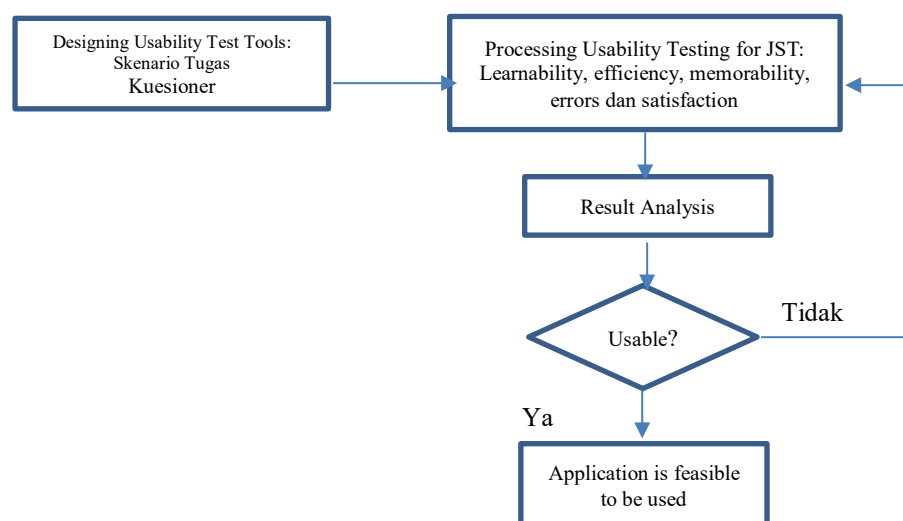 Designing Usability Test Tools:
Skenario Tugas
Kuesioner
Processing Usability Testing for JST:
Learnability, efficiency, memorability,
errors dan satisfaction
Result Analysis
Usable?
Tidak
Ya
Application is feasible
to be used